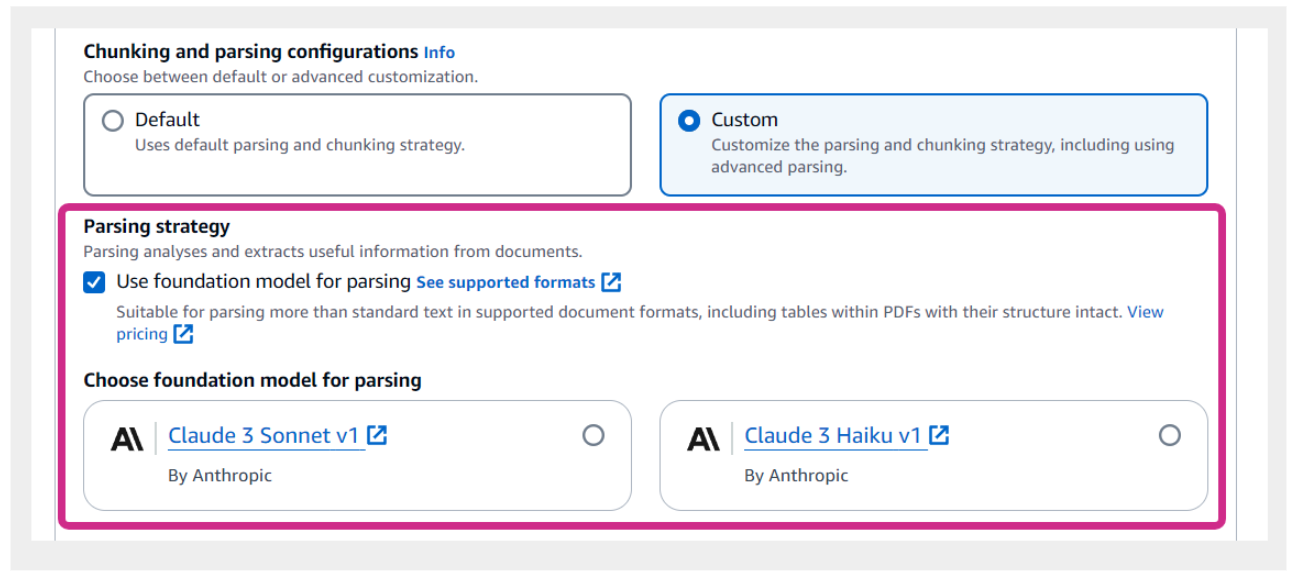 Chunking and parsing configurations Info
Choose between default or advanced customization.
Default
Uses default parsing and chunking strategy.
Custom
Customize the parsing and chunking strategy, including using
advanced parsing.
Parsing strategy
Parsing analyses and extracts useful information from documents.
Use foundation model for parsing See supported formats
Suitable for parsing more than standard text in supported document formats, including tables within PDFs with their structure intact. View
pricing
Choose foundation model for parsing
A\ Claude 3 Sonnet v1
By Anthropic
A\ Claude 3 Haiku v1
By Anthropic